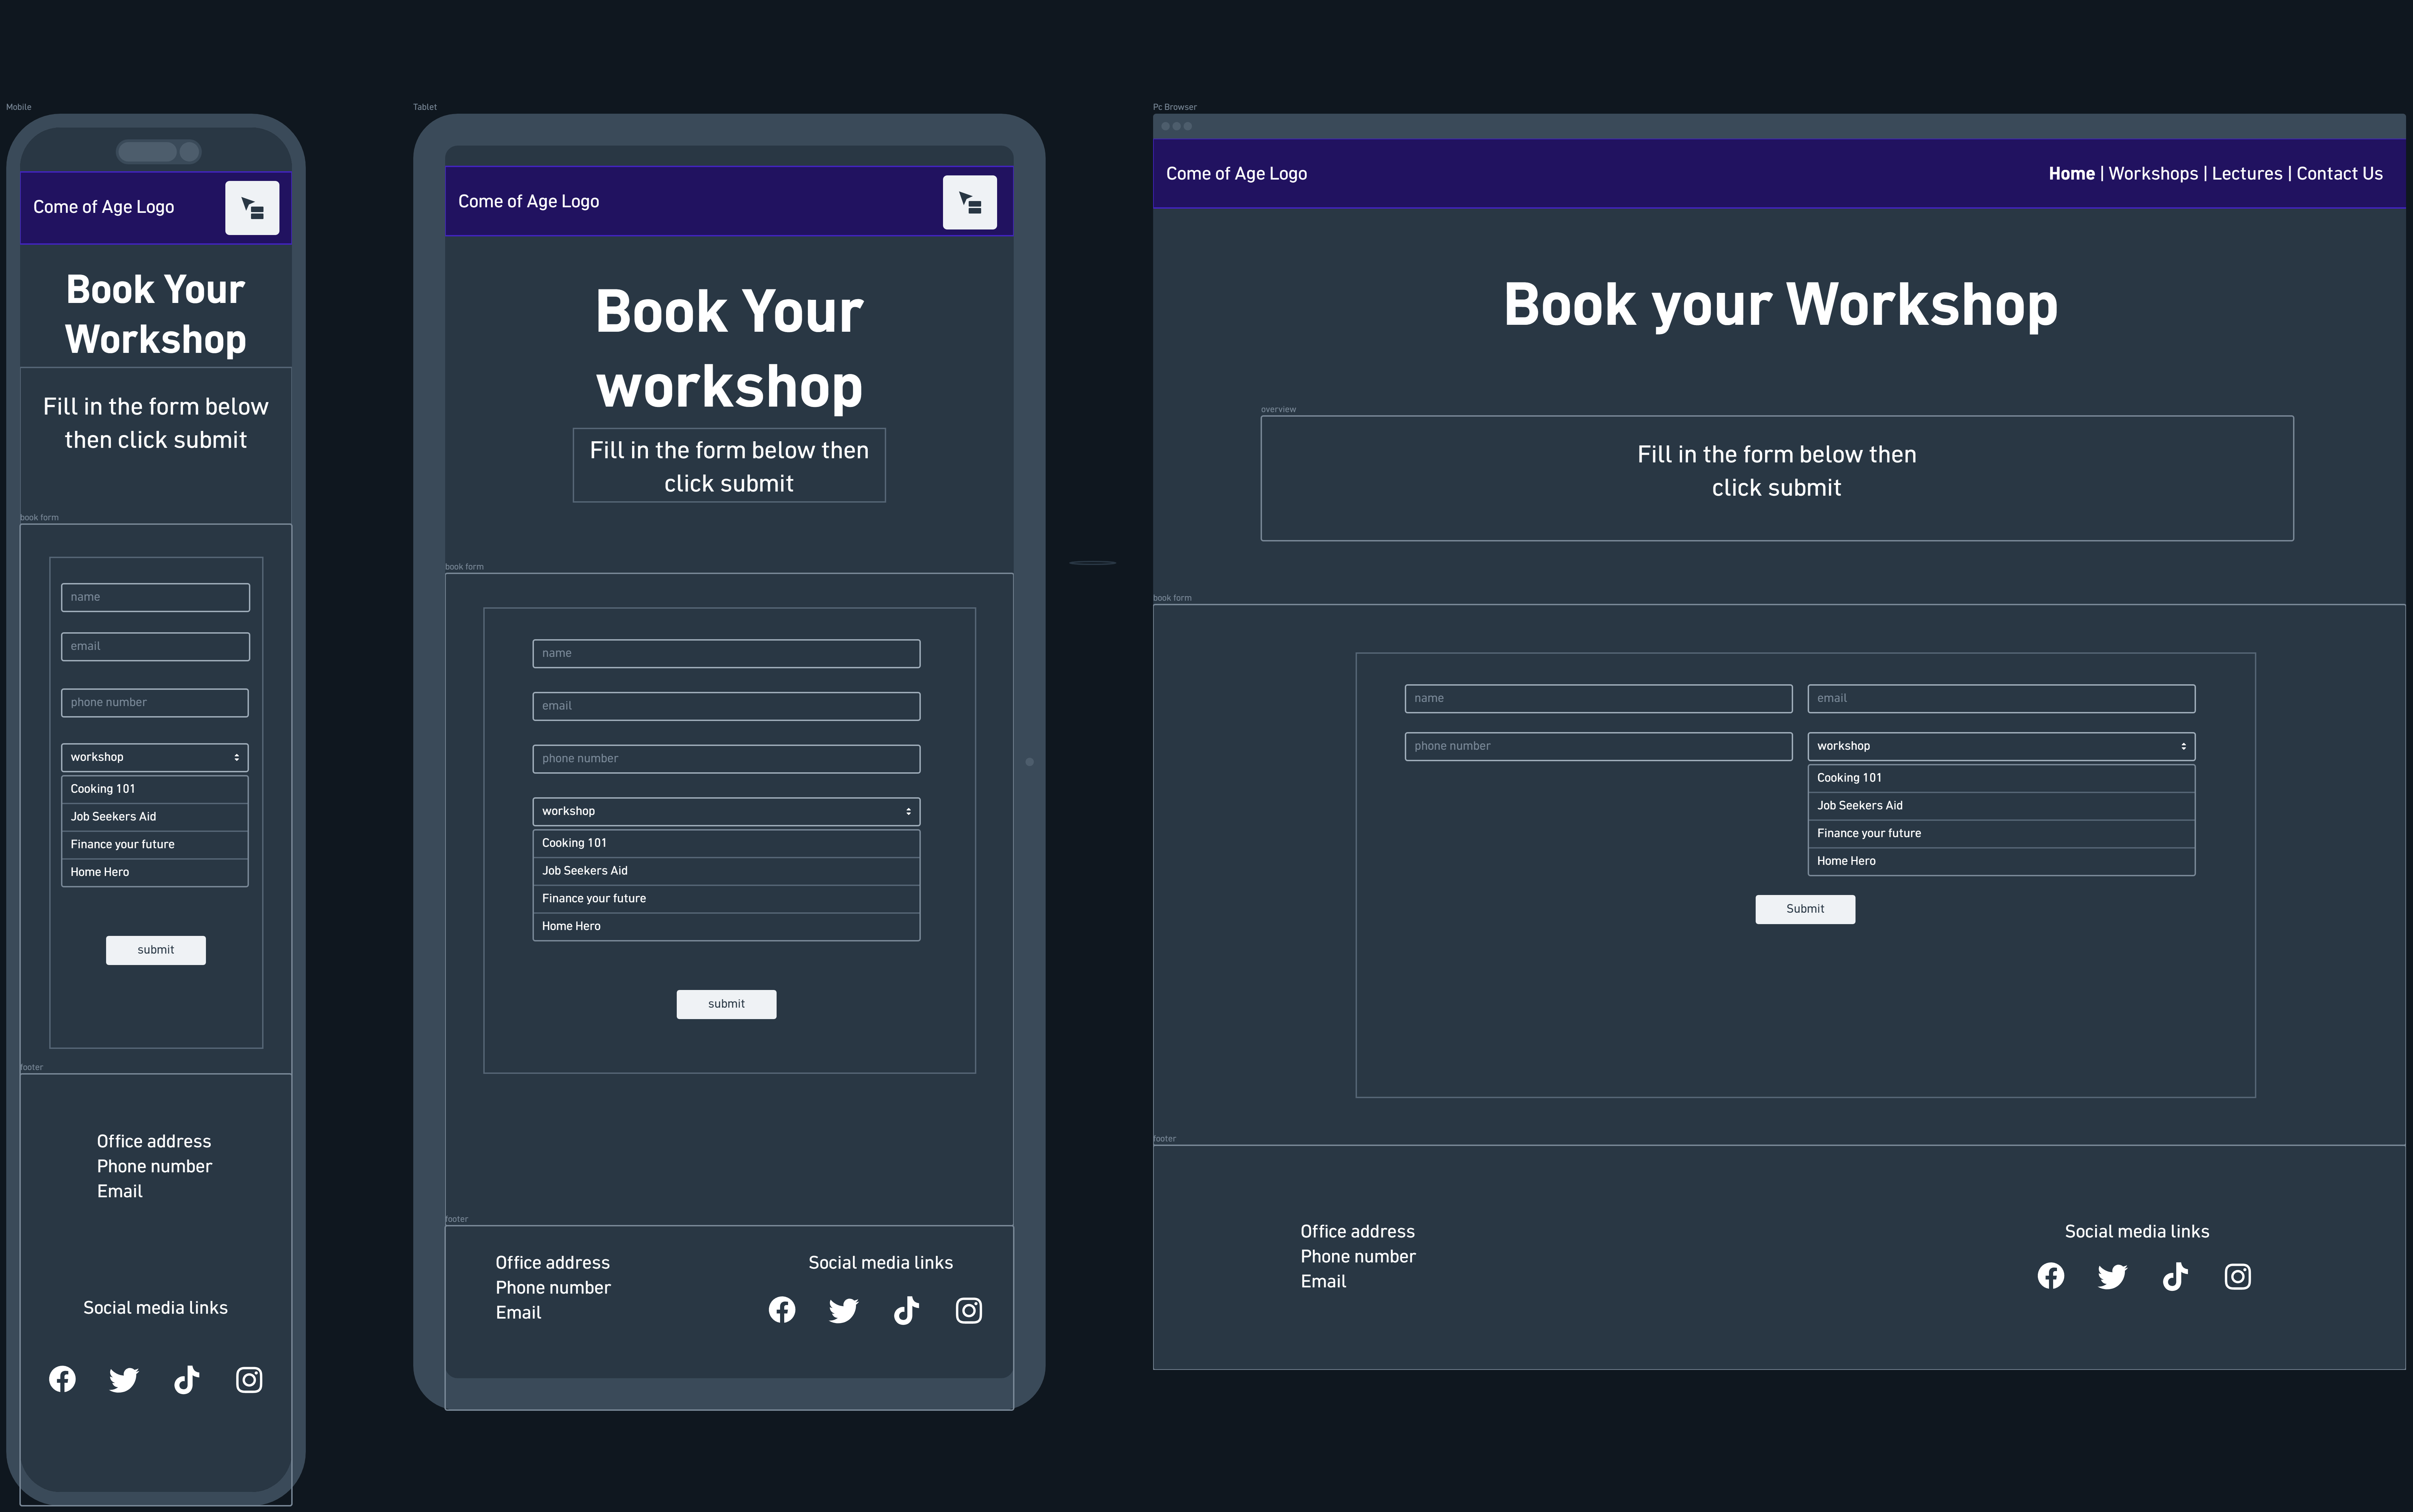 Mobile
Come of Age Logo
Book Your
Workshop
Fill in the form below
then click submit
book form
name
email
phone number
workshop
Cooking 101
Job Seekers Aid
Finance your future
Home Hero
submit
footer
Office address
Phone number
Email
Social media links
Tablet
Come of Age Logo
Book Your
workshop
Fill in the form below then
click submit
book form
name
email
phone number
workshop
Cooking 101
Job Seekers Aid
Finance your future
Home Hero
submit
footer
Office address
Phone number
Email
Social media links
Pc Browser
Come of Age Logo
Home | Workshops | Lectures | Contact Us
Book your Workshop
overview
Fill in the form below then
click submit
book form
name
email
phone number
workshop
Cooking 101
Job Seekers Aid
Finance your future
Home Hero
Submit
footer
Office address
Phone number
Email
Social media links